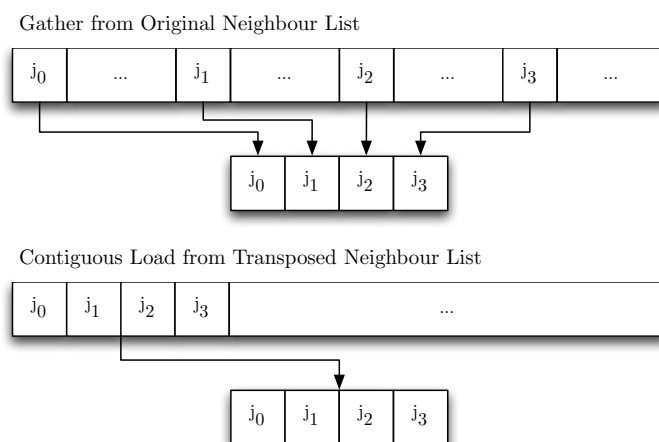 Gather from Original Neighbour List
j0 ... j1 ... j2 ... j3 ...
j0 j1 j2 j3
Contiguous Load from Transposed Neighbour List
j0 j1 j2 j3 ...
j0 j1 j2 j3